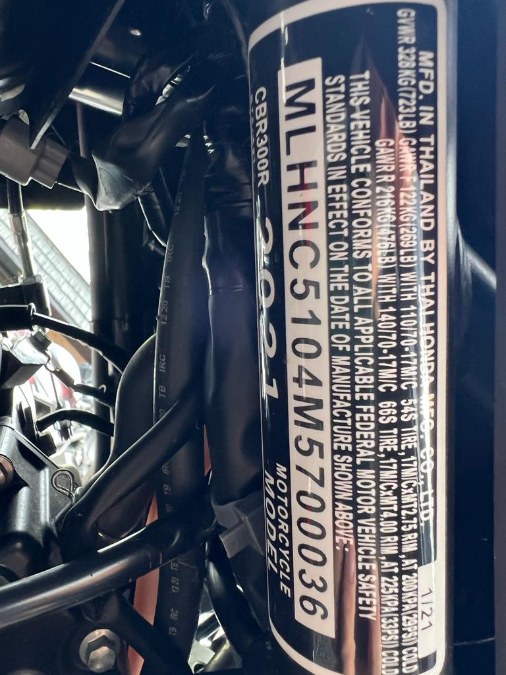 MFD. IN THAILAND BY THAI HONDA MFG. CO., LTD. 1/21
GVWR 328KG(723LB) GAWR F 122KG(269LB) WITH 110/70-17M/C 54S TIRE, 17M/CxMT2.75 RIM, AT 200KPA(29PSI) COLD
GAWR R 216KG(476LB) WITH 140/70-17M/C 66S TIRE, 17M/CxMT4.00 RIM, AT 225KPA(33PSI) COLD
THIS VEHICLE CONFORMS TO ALL APPLICABLE FEDERAL MOTOR VEHICLE SAFETY
STANDARDS IN EFFECT ON THE DATE OF MANUFACTURE SHOWN ABOVE:
MLHNC5104M5700036
MOTORCYCLE
CBR300R 2021 MODEL
IRC